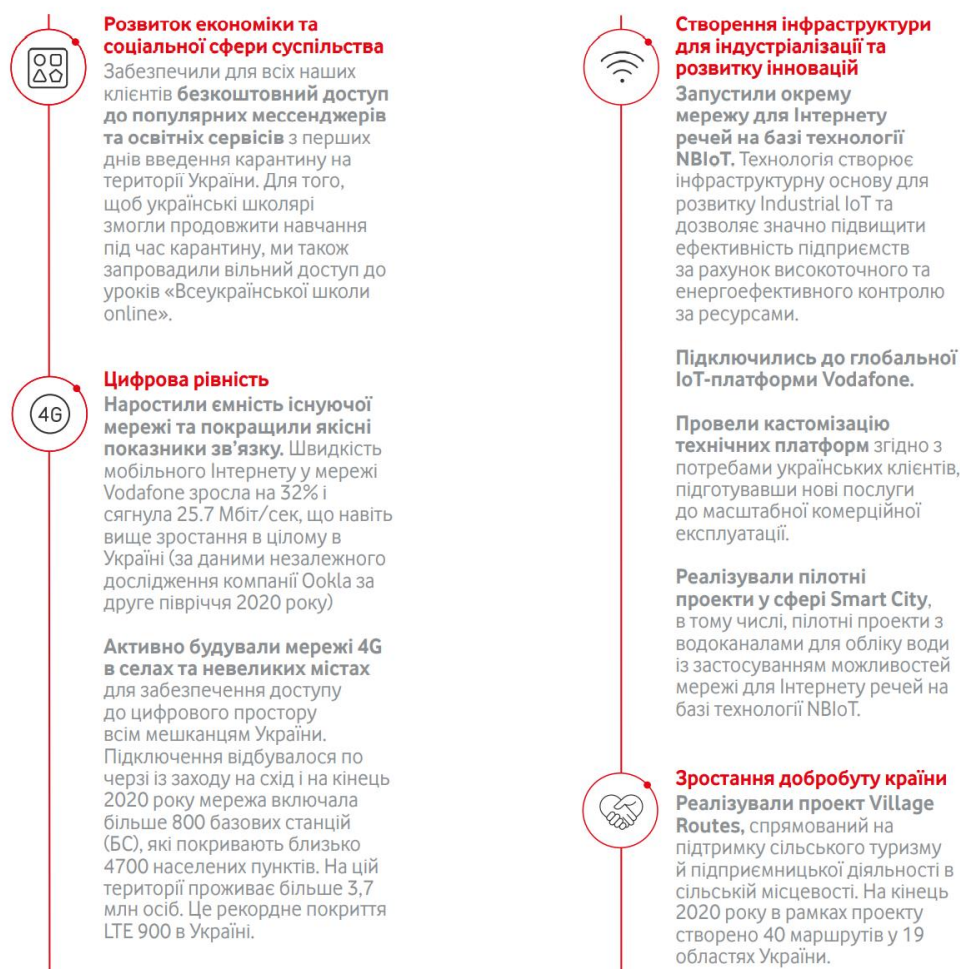 Розвиток економіки та
соціальної сфери суспільства
Забезпечили для всіх наших
клієнтів безкоштовний доступ
до популярних мессенджерів
та освітніх сервісів з перших
днів введення карантину на
території України. Для того,
щоб українські школярі
змогли продовжити навчання
під час карантину, ми також
запровадили вільний доступ до
уроків «Всеукраїнської школи
online».
4G
Цифрова рівність
Наростили ємність існуючої
мережі та покращили якісні
показники зв’язку. Швидкість
мобільного Інтернету у мережі
Vodafone зросла на 32% і
сягнула 25.7 Мбіт/сек, що навіть
вище зростання в цілому в
Україні (за даними незалежного
дослідження компанії Ookla за
друге півріччя 2020 року)
Активно будували мережі 4G
в селах та невеликих містах
для забезпечення доступу
до цифрового простору
всім мешканцям України.
Підключення відбувалося по
черзі із заходу на схід і на кінець
2020 року мережа включала
більше 800 базових станцій
(БС), які покривають близько
4700 населених пунктів. На цій
території проживає більше 3,7
млн осіб. Це рекордне покриття
LTE 900 в Україні.
Створення інфраструктури
для індустріалізації та
розвитку інновацій
Запустили окрему
мережу для Інтернету
речей на базі технології
NBIoT. Технологія створює
інфраструктурну основу для
розвитку Industrial IoT та
дозволяє значно підвищити
ефективність підприємств
за рахунок високоточного та
енергоефективного контролю
за ресурсами.
Підключились до глобальної
IoT-платформи Vodafone.
Провели кастомізацію
технічних платформ згідно з
потребами українських клієнтів,
підготувавши нові послуги
до масштабної комерційної
експлуатації.
Реалізували пілотні
проекти у сфері Smart City,
в тому числі, пілотні проекти з
водоканалами для обліку води
із застосуванням можливостей
мережі для Інтернету речей на
базі технології NBIoT.
Зростання добробуту країни
Реалізували проект Village
Routes, спрямований на
підтримку сільського туризму
й підприємницької діяльності в
сільській місцевості. На кінець
2020 року в рамках проекту
створено 40 маршрутів у 19
областях України.